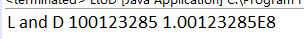 <terminated> LtoD [Java Application] C:\Program F
L and D 100123285 1.00123285E8